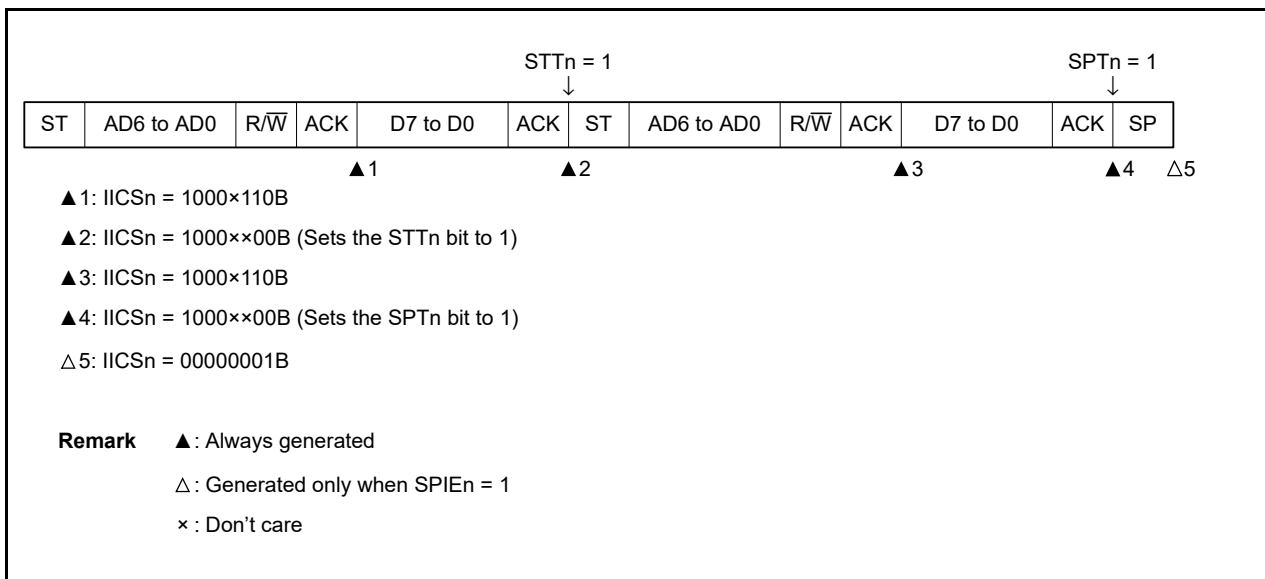 STTn = 1 SPTn = 1
↓ ↓
ST AD6 to AD0 R/W̅ ACK D7 to D0 ACK ST AD6 to AD0 R/W̅ ACK D7 to D0 ACK SP
▲1 ▲2 ▲3 ▲4 △5
▲1: IICSn = 1000×110B
▲2: IICSn = 1000××00B (Sets the STTn bit to 1)
▲3: IICSn = 1000×110B
▲4: IICSn = 1000××00B (Sets the SPTn bit to 1)
△5: IICSn = 00000001B
Remark ▲: Always generated
△: Generated only when SPIEn = 1
×: Don’t care